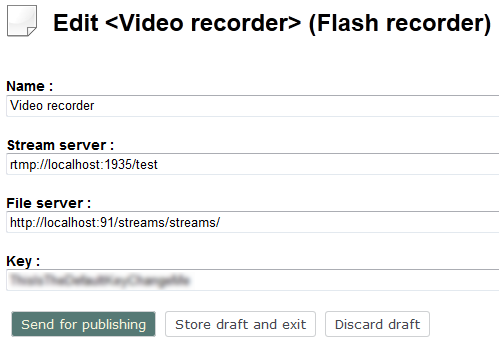 Edit <Video recorder> (Flash recorder)
Name :
Video recorder
Stream server :
rtmp://localhost:1935/test
File server :
http://localhost:91/streams/streams/
Key :
Send for publishing
Store draft and exit
Discard draft